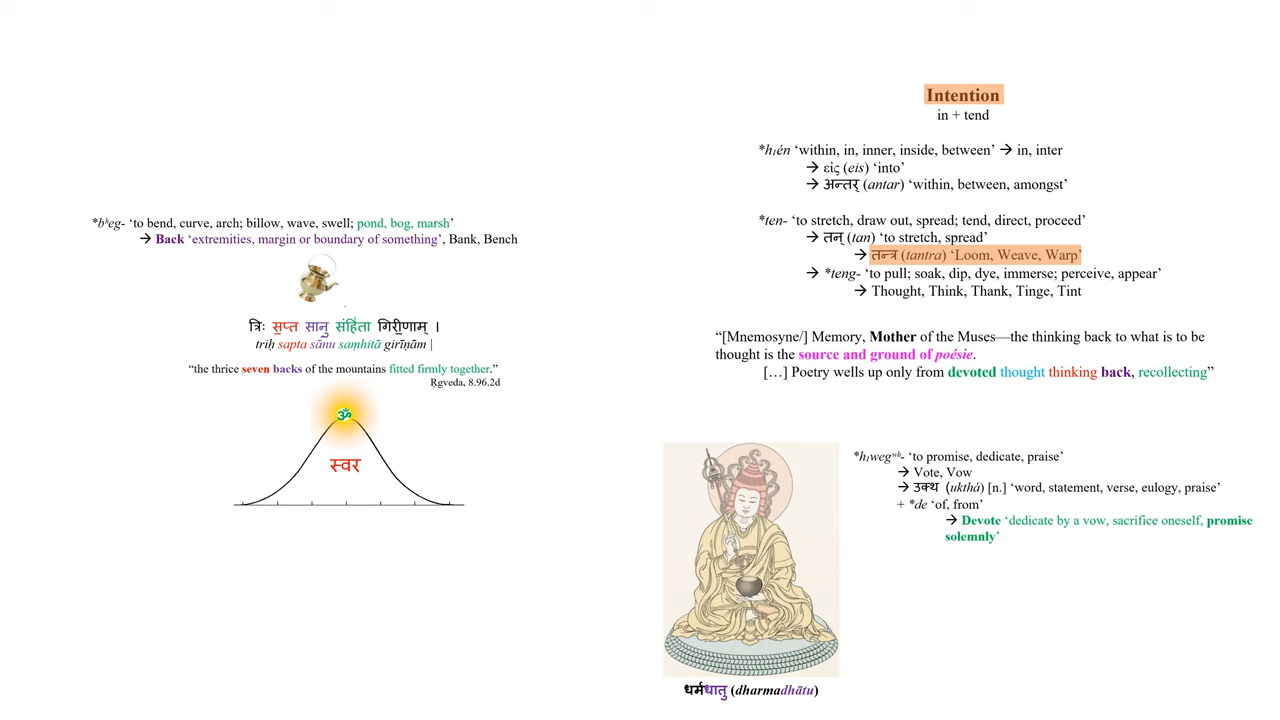 *bʰeg- ‘to bend, curve, arch; billow, wave, swell; pond, bog, marsh’
→ Back ‘extremities, margin or boundary of something’, Bank, Bench
त्रिः स॒प्त सानु॒ संहि॑ता गिरी॒णाम् ।
triḥ sapta sānu saṃhitā girīṇām |
“the thrice seven backs of the mountains fitted firmly together.”
Ṛgveda, 8.96.2d
ॐ
स्वर
Intention
in + tend
*h₁én ‘within, in, inner, inside, between’ → in, inter
→ εἰς (eis) ‘into’
→ अन्तर् (antar) ‘within, between, amongst’
*ten- ‘to stretch, draw out, spread; tend, direct, proceed’
→ तन् (tan) ‘to stretch, spread’
→ तन्त्र (tantra) ‘Loom, Weave, Warp’
→ *teng- ‘to pull; soak, dip, dye, immerse; perceive, appear’
→ Thought, Think, Thank, Tinge, Tint
“[Mnemosyne/] Memory, Mother of the Muses—the thinking back to what is to be
thought is the source and ground of poésie.
[…] Poetry wells up only from devoted thought thinking back, recollecting”
*h₁wegʷʰ- ‘to promise, dedicate, praise’
→ Vote, Vow
→ उक्थ (ukthá) [n.] ‘word, statement, verse, eulogy, praise’
+ *de ‘of, from’
→ Devote ‘dedicate by a vow, sacrifice oneself, promise
solemnly’
धर्मधातु (dharmadhātu)